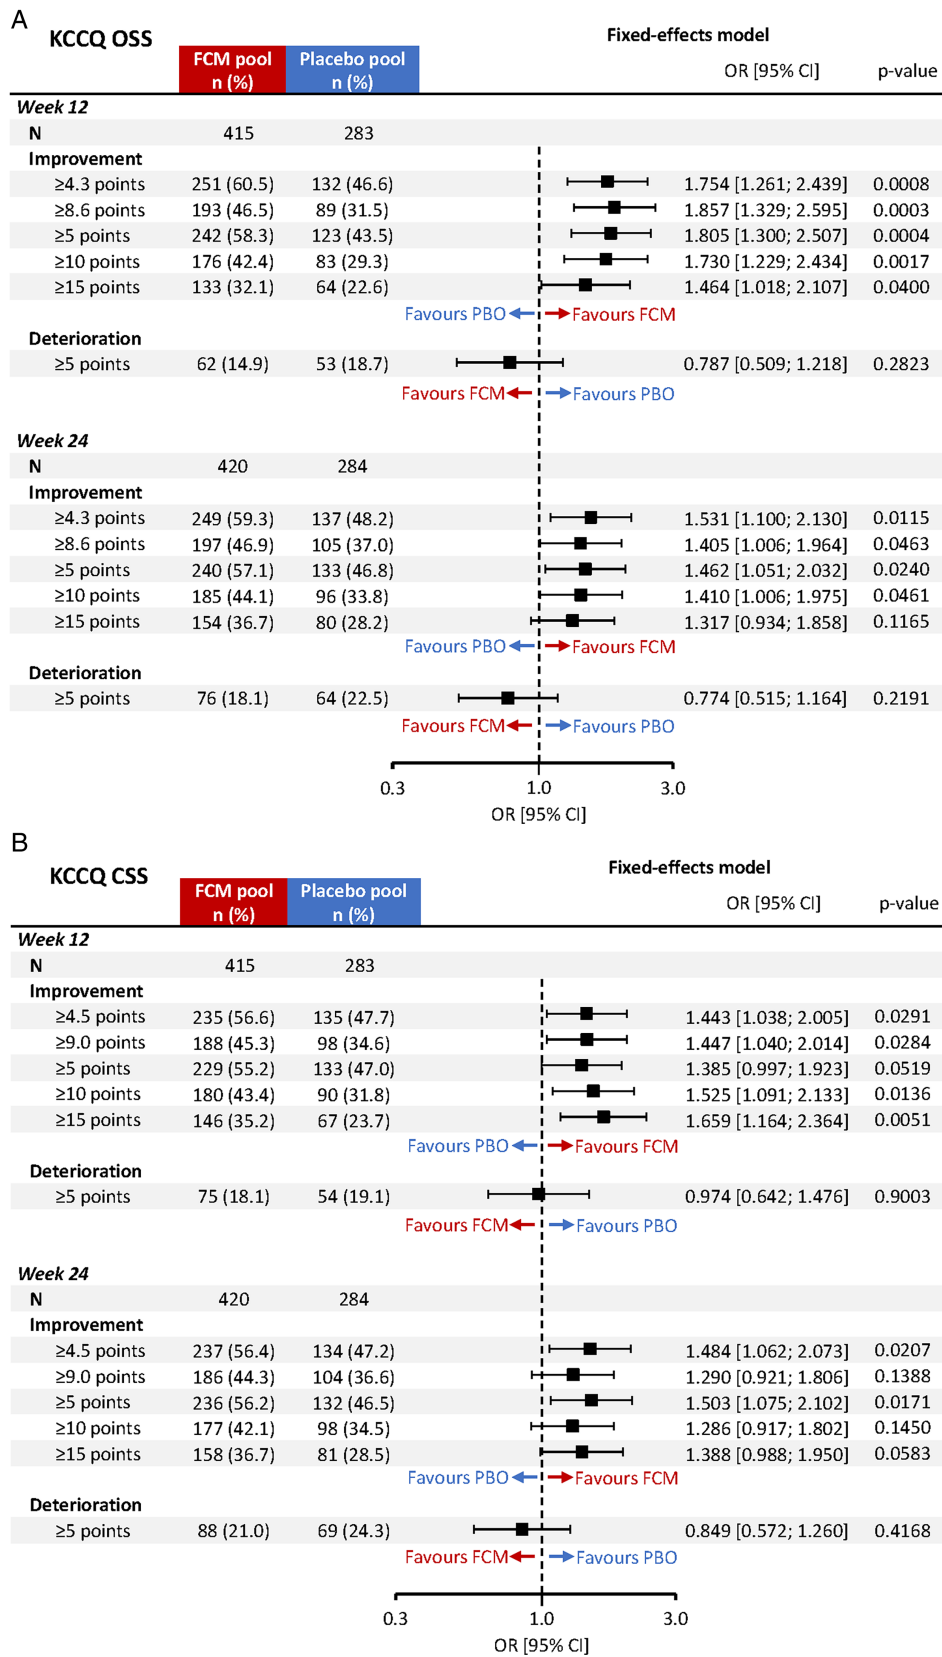 A
KCCQ OSS
Fixed-effects model
FCM pool n (%) Placebo pool n (%) OR [95% CI] p-value
Week 12
N 415 283
Improvement
≥4.3 points 251 (60.5) 132 (46.6) 1.754 [1.261; 2.439] 0.0008
≥8.6 points 193 (46.5) 89 (31.5) 1.857 [1.329; 2.595] 0.0003
≥5 points 242 (58.3) 123 (43.5) 1.805 [1.300; 2.507] 0.0004
≥10 points 176 (42.4) 83 (29.3) 1.730 [1.229; 2.434] 0.0017
≥15 points 133 (32.1) 64 (22.6) 1.464 [1.018; 2.107] 0.0400
Favours PBO Favours FCM
Deterioration
≥5 points 62 (14.9) 53 (18.7) 0.787 [0.509; 1.218] 0.2823
Favours FCM Favours PBO
Week 24
N 420 284
Improvement
≥4.3 points 249 (59.3) 137 (48.2) 1.531 [1.100; 2.130] 0.0115
≥8.6 points 197 (46.9) 105 (37.0) 1.405 [1.006; 1.964] 0.0463
≥5 points 240 (57.1) 133 (46.8) 1.462 [1.051; 2.032] 0.0240
≥10 points 185 (44.1) 96 (33.8) 1.410 [1.006; 1.975] 0.0461
≥15 points 154 (36.7) 80 (28.2) 1.317 [0.934; 1.858] 0.1165
Favours PBO Favours FCM
Deterioration
≥5 points 76 (18.1) 64 (22.5) 0.774 [0.515; 1.164] 0.2191
Favours FCM Favours PBO
0.3 1.0 3.0
OR [95% CI]
B
KCCQ CSS
Fixed-effects model
FCM pool n (%) Placebo pool n (%) OR [95% CI] p-value
Week 12
N 415 283
Improvement
≥4.5 points 235 (56.6) 135 (47.7) 1.443 [1.038; 2.005] 0.0291
≥9.0 points 188 (45.3) 98 (34.6) 1.447 [1.040; 2.014] 0.0284
≥5 points 229 (55.2) 133 (47.0) 1.385 [0.997; 1.923] 0.0519
≥10 points 180 (43.4) 90 (31.8) 1.525 [1.091; 2.133] 0.0136
≥15 points 146 (35.2) 67 (23.7) 1.659 [1.164; 2.364] 0.0051
Favours PBO Favours FCM
Deterioration
≥5 points 75 (18.1) 54 (19.1) 0.974 [0.642; 1.476] 0.9003
Favours FCM Favours PBO
Week 24
N 420 284
Improvement
≥4.5 points 237 (56.4) 134 (47.2) 1.484 [1.062; 2.073] 0.0207
≥9.0 points 186 (44.3) 104 (36.6) 1.290 [0.921; 1.806] 0.1388
≥5 points 236 (56.2) 132 (46.5) 1.503 [1.075; 2.102] 0.0171
≥10 points 177 (42.1) 98 (34.5) 1.286 [0.917; 1.802] 0.1450
≥15 points 158 (36.7) 81 (28.5) 1.388 [0.988; 1.950] 0.0583
Favours PBO Favours FCM
Deterioration
≥5 points 88 (21.0) 69 (24.3) 0.849 [0.572; 1.260] 0.4168
Favours FCM Favours PBO
0.3 1.0 3.0
OR [95% CI]